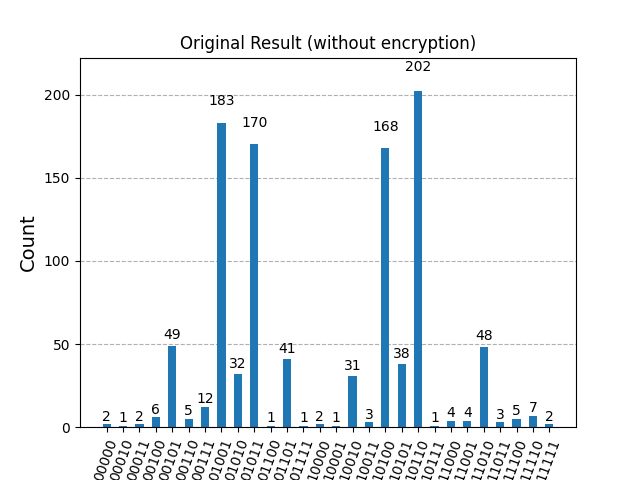 Original Result (without encryption)
Count
200
150
100
50
0
2 1 2 6 49 5 12 183 32 170 1 41 1 2 1 31 3 168 38 202 1 4 4 48 3 5 7 2
00000 00010 00011 00100 00101 00110 00111 01001 01010 01011 01100 01101 01111 10000 10001 10010 10011 10100 10101 10110 10111 11000 11001 11010 11011 11100 11110 11111